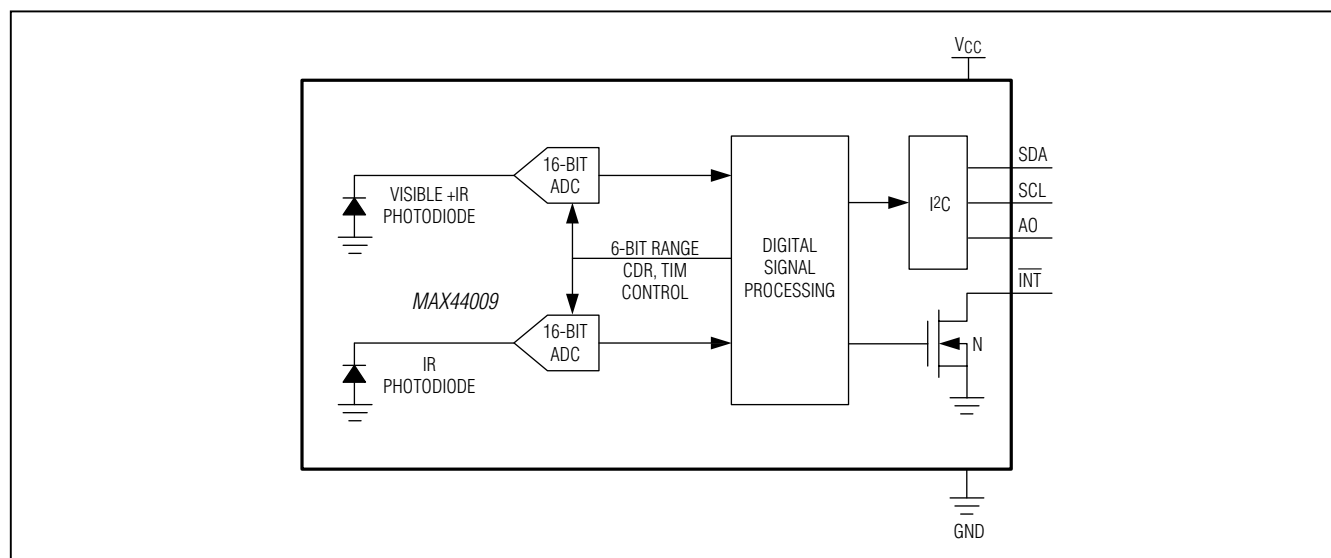 VCC
VISIBLE +IR
PHOTODIODE
16-BIT
ADC
6-BIT RANGE
CDR, TIM
CONTROL
MAX44009
16-BIT
ADC
IR
PHOTODIODE
DIGITAL
SIGNAL
PROCESSING
I2C
SDA
SCL
A0
INT
N
GND